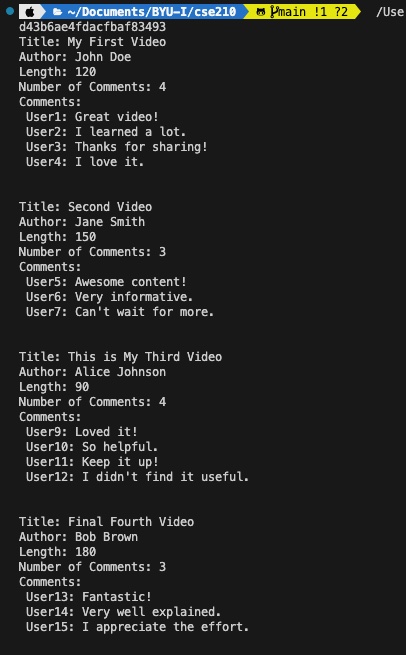 ~/Documents/BYU-I/cse210 main !1 ?2 /Use
d43b6ae4fdacfbaf83493
Title: My First Video
Author: John Doe
Length: 120
Number of Comments: 4
Comments:
User1: Great video!
User2: I learned a lot.
User3: Thanks for sharing!
User4: I love it.
Title: Second Video
Author: Jane Smith
Length: 150
Number of Comments: 3
Comments:
User5: Awesome content!
User6: Very informative.
User7: Can't wait for more.
Title: This is My Third Video
Author: Alice Johnson
Length: 90
Number of Comments: 4
Comments:
User9: Loved it!
User10: So helpful.
User11: Keep it up!
User12: I didn't find it useful.
Title: Final Fourth Video
Author: Bob Brown
Length: 180
Number of Comments: 3
Comments:
User13: Fantastic!
User14: Very well explained.
User15: I appreciate the effort.